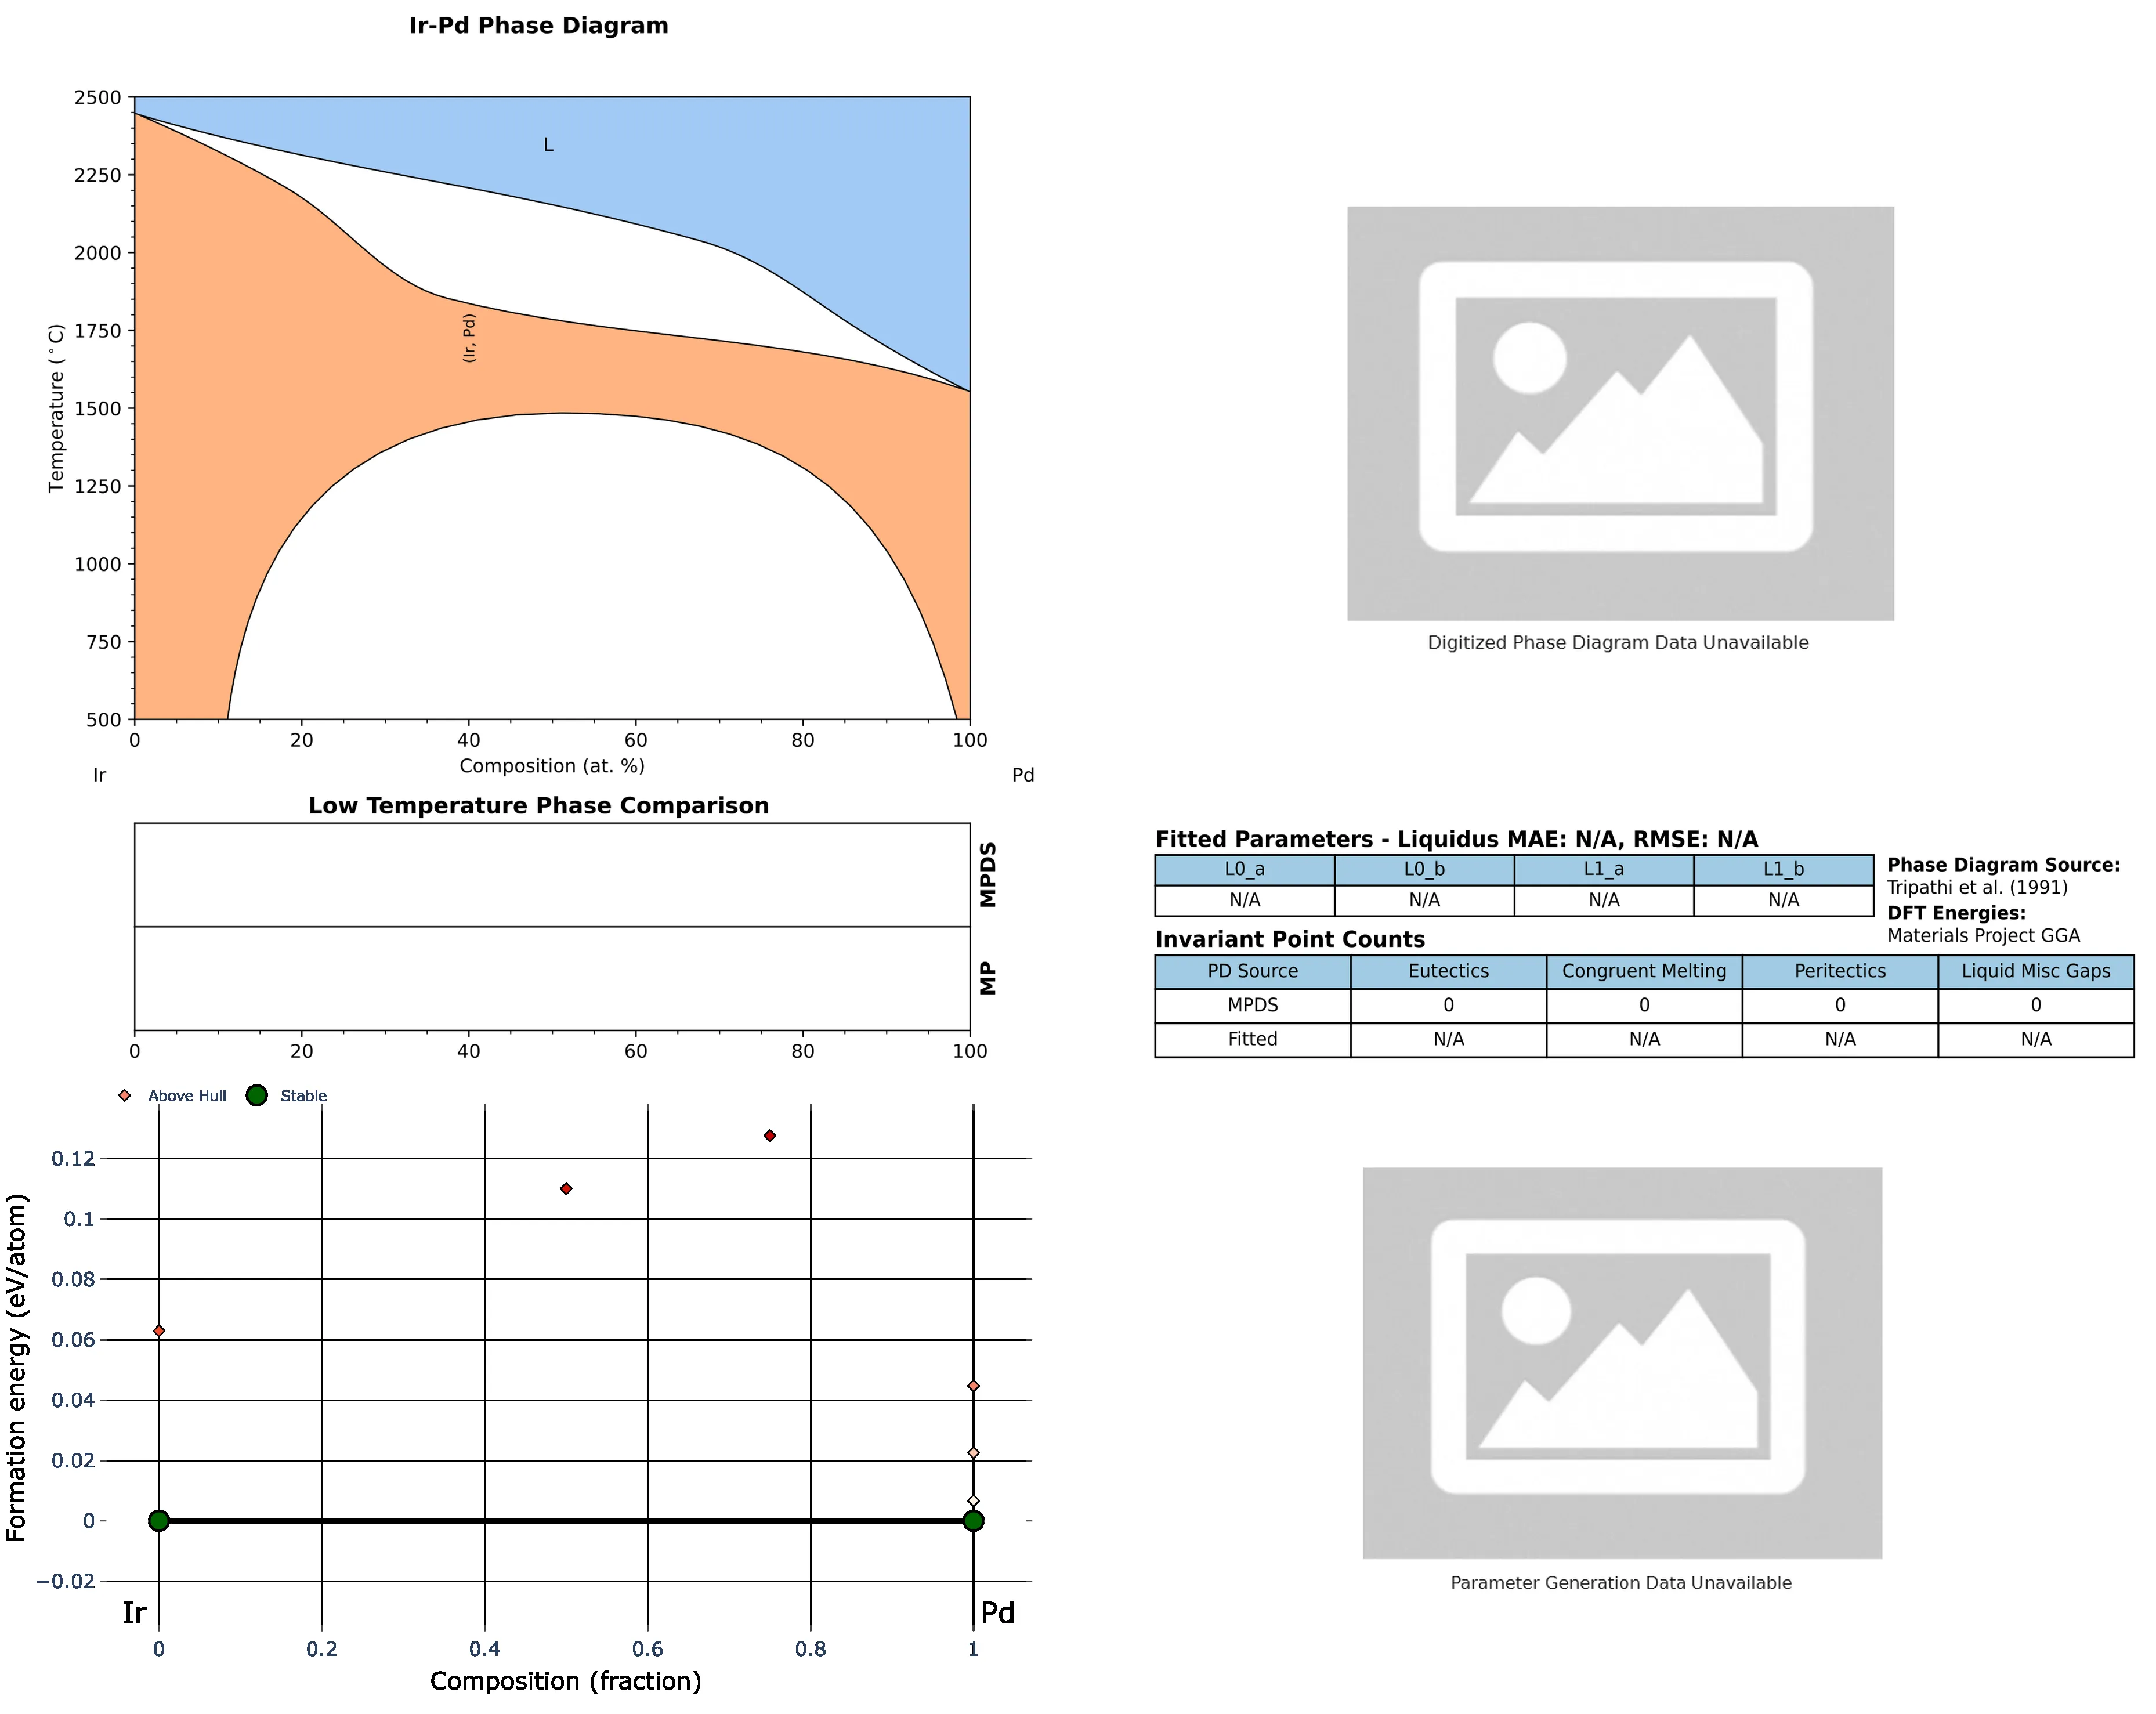 Ir-Pd Phase Diagram
2500
2250
2000
1750
1500
1250
1000
750
500
Temperature (°C)
L
(Ir, Pd)
0 20 40 60 80 100
Composition (at. %)
Ir Pd
Digitized Phase Diagram Data Unavailable
Low Temperature Phase Comparison
MPDS
MP
0 20 40 60 80 100
Fitted Parameters - Liquidus MAE: N/A, RMSE: N/A
L0_a L0_b L1_a L1_b
N/A N/A N/A N/A
Phase Diagram Source:
Tripathi et al. (1991)
DFT Energies:
Materials Project GGA
Invariant Point Counts
PD Source Eutectics Congruent Melting Peritectics Liquid Misc Gaps
MPDS 0 0 0 0
Fitted N/A N/A N/A N/A
Above Hull Stable
0.12
0.1
0.08
0.06
0.04
0.02
0
−0.02
Formation energy (eV/atom)
Ir Pd
0 0.2 0.4 0.6 0.8 1
Composition (fraction)
Parameter Generation Data Unavailable